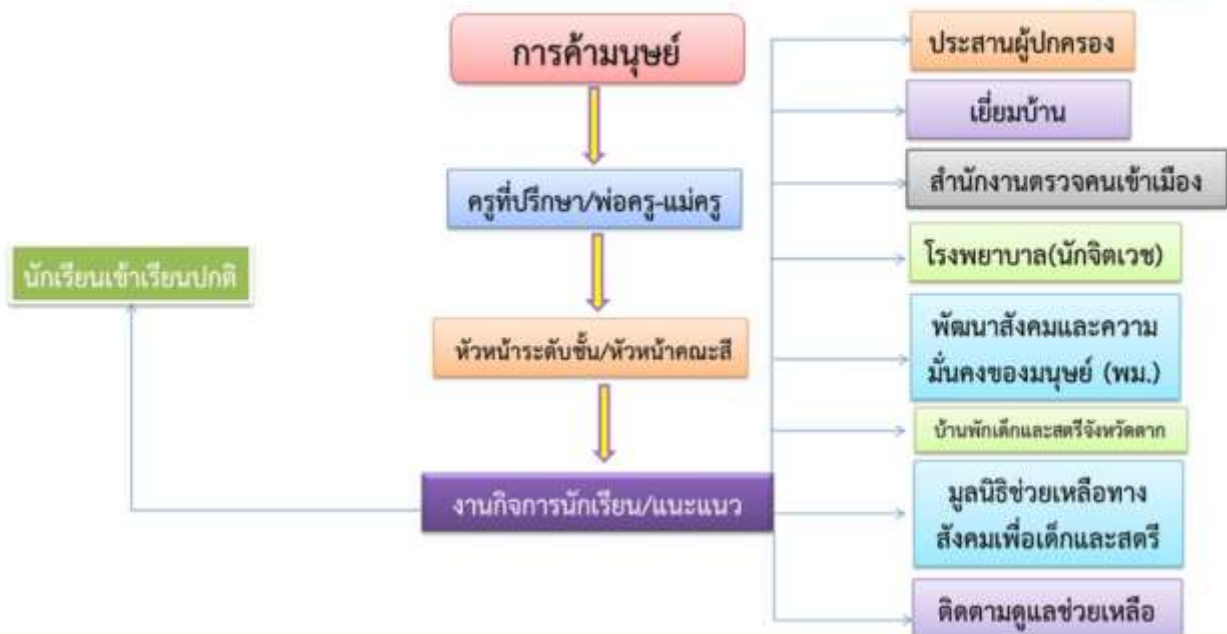 การค้ามนุษย์
ครูที่ปรึกษา/พ่อครู-แม่ครู
หัวหน้าระดับชั้น/หัวหน้าคณะสี
งานกิจการนักเรียน/แนะแนว
นักเรียนเข้าเรียนปกติ
ประสานผู้ปกครอง
เยี่ยมบ้าน
สำนักงานตรวจคนเข้าเมือง
โรงพยาบาล(นักจิตเวช)
พัฒนาสังคมและความ
มั่นคงของมนุษย์ (พม.)
บ้านพักเด็กและสตรีจังหวัดตาก
มูลนิธิช่วยเหลือทาง
สังคมเพื่อเด็กและสตรี
ติดตามดูแลช่วยเหลือ